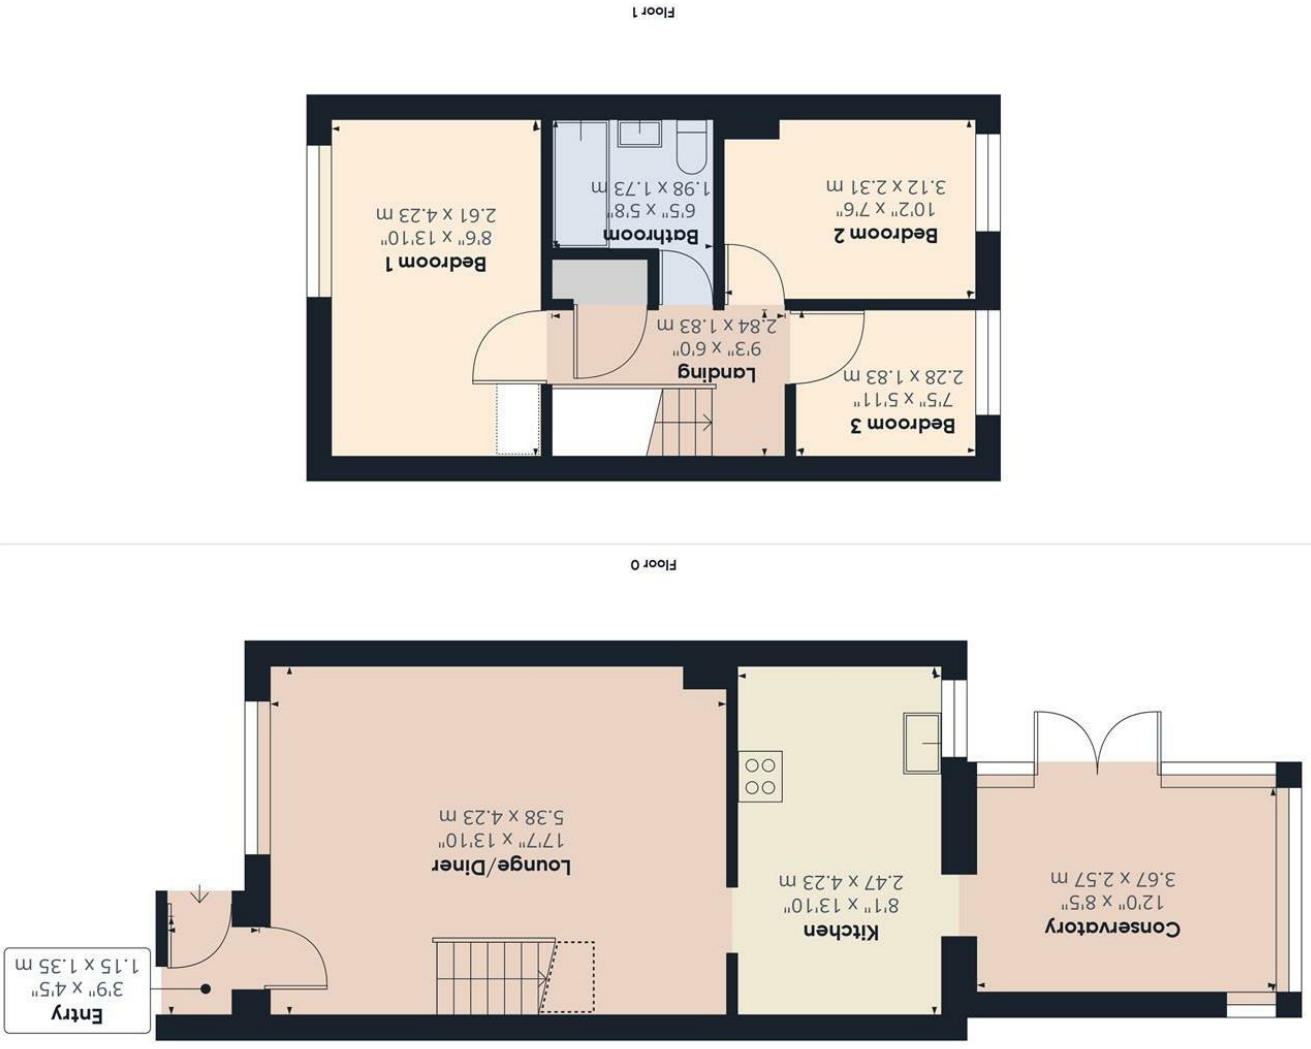 Conservatory
12'0" x 8'5"
3.67 x 2.57 m
Kitchen
8'1" x 13'10"
2.47 x 4.23 m
Lounge/Diner
17'7" x 13'10"
5.38 x 4.23 m
Entry
3'9" x 4'5"
1.15 x 1.35 m
Floor 0
Bedroom 3
7'5" x 5'11"
2.28 x 1.83 m
Landing
9'3" x 6'0"
2.84 x 1.83 m
Bedroom 2
10'2" x 7'6"
3.12 x 2.31 m
Bathroom
6'5" x 5'8"
1.98 x 1.73 m
Bedroom 1
8'6" x 13'10"
2.61 x 4.23 m
Floor 1